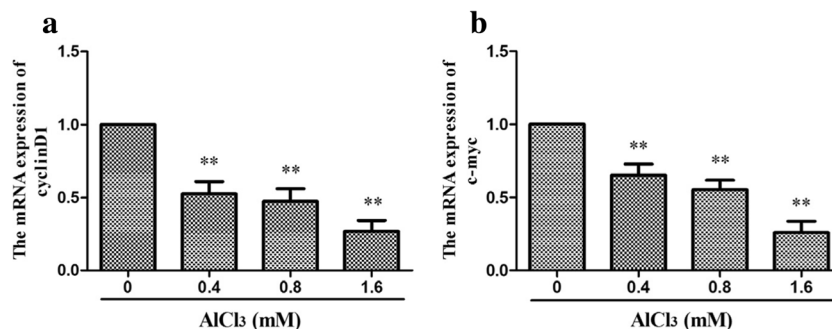 a
The mRNA expression of
cyclinD1
1.5
1.0
0.5
0.0
**
**
**
0
0.4
0.8
1.6
AlCl3 (mM)
b
The mRNA expression of
c-myc
1.5
1.0
0.5
0.0
**
**
**
0
0.4
0.8
1.6
AlCl3 (mM)